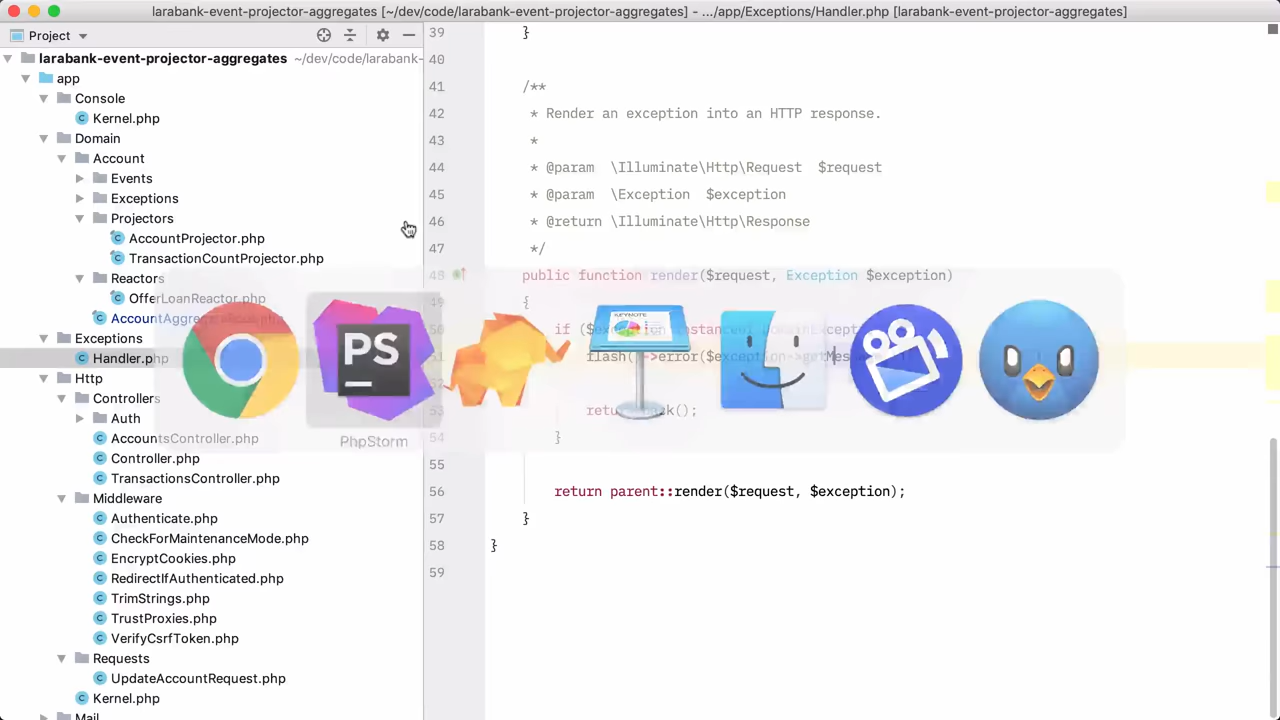 larabank-event-projector-aggregates [~/dev/code/larabank-event-projector-aggregates] - .../app/Exceptions/Handler.php [larabank-event-projector-aggregates]
Project
larabank-event-projector-aggregates ~/dev/code/larabank-
app
Console
Kernel.php
Domain
Account
Events
Exceptions
Projectors
AccountProjector.php
TransactionCountProjector.php
Reactors
OfferLoanReactor.php
Exceptions
Handler.php
Http
Controllers
Auth
AccountsController.php
Controller.php
TransactionsController.php
Middleware
Authenticate.php
CheckForMaintenanceMode.php
EncryptCookies.php
RedirectIfAuthenticated.php
TrimStrings.php
TrustProxies.php
VerifyCsrfToken.php
Requests
UpdateAccountRequest.php
Kernel.php
Mail
39 }
40
41 /**
42 * Render an exception into an HTTP response.
43 *
44 * @param \Illuminate\Http\Request $request
45 * @param \Exception $exception
46 * @return \Illuminate\Http\Response
47 */
48 public function render($request, Exception $exception)
{
if
54 }
55
56 return parent::render($request, $exception);
57 }
58 }
59
PS
KEYNOTE
PhpStorm